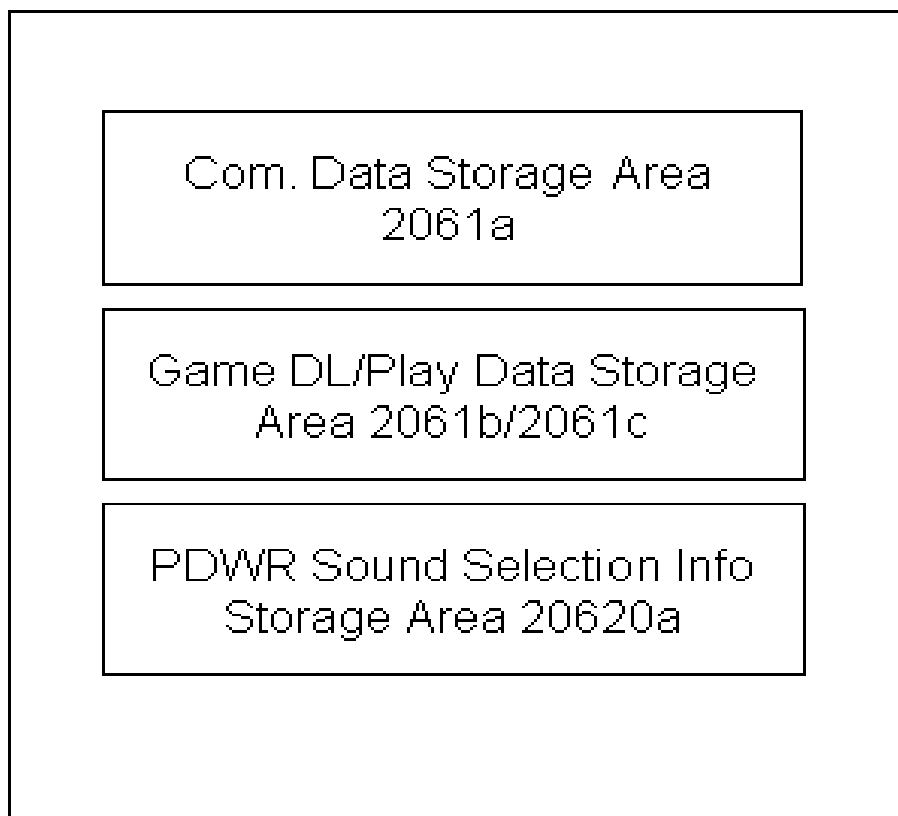 Com. Data Storage Area
2061a
Game DL/Play Data Storage
Area 2061b/2061c
PDWR Sound Selection Info
Storage Area 20620a